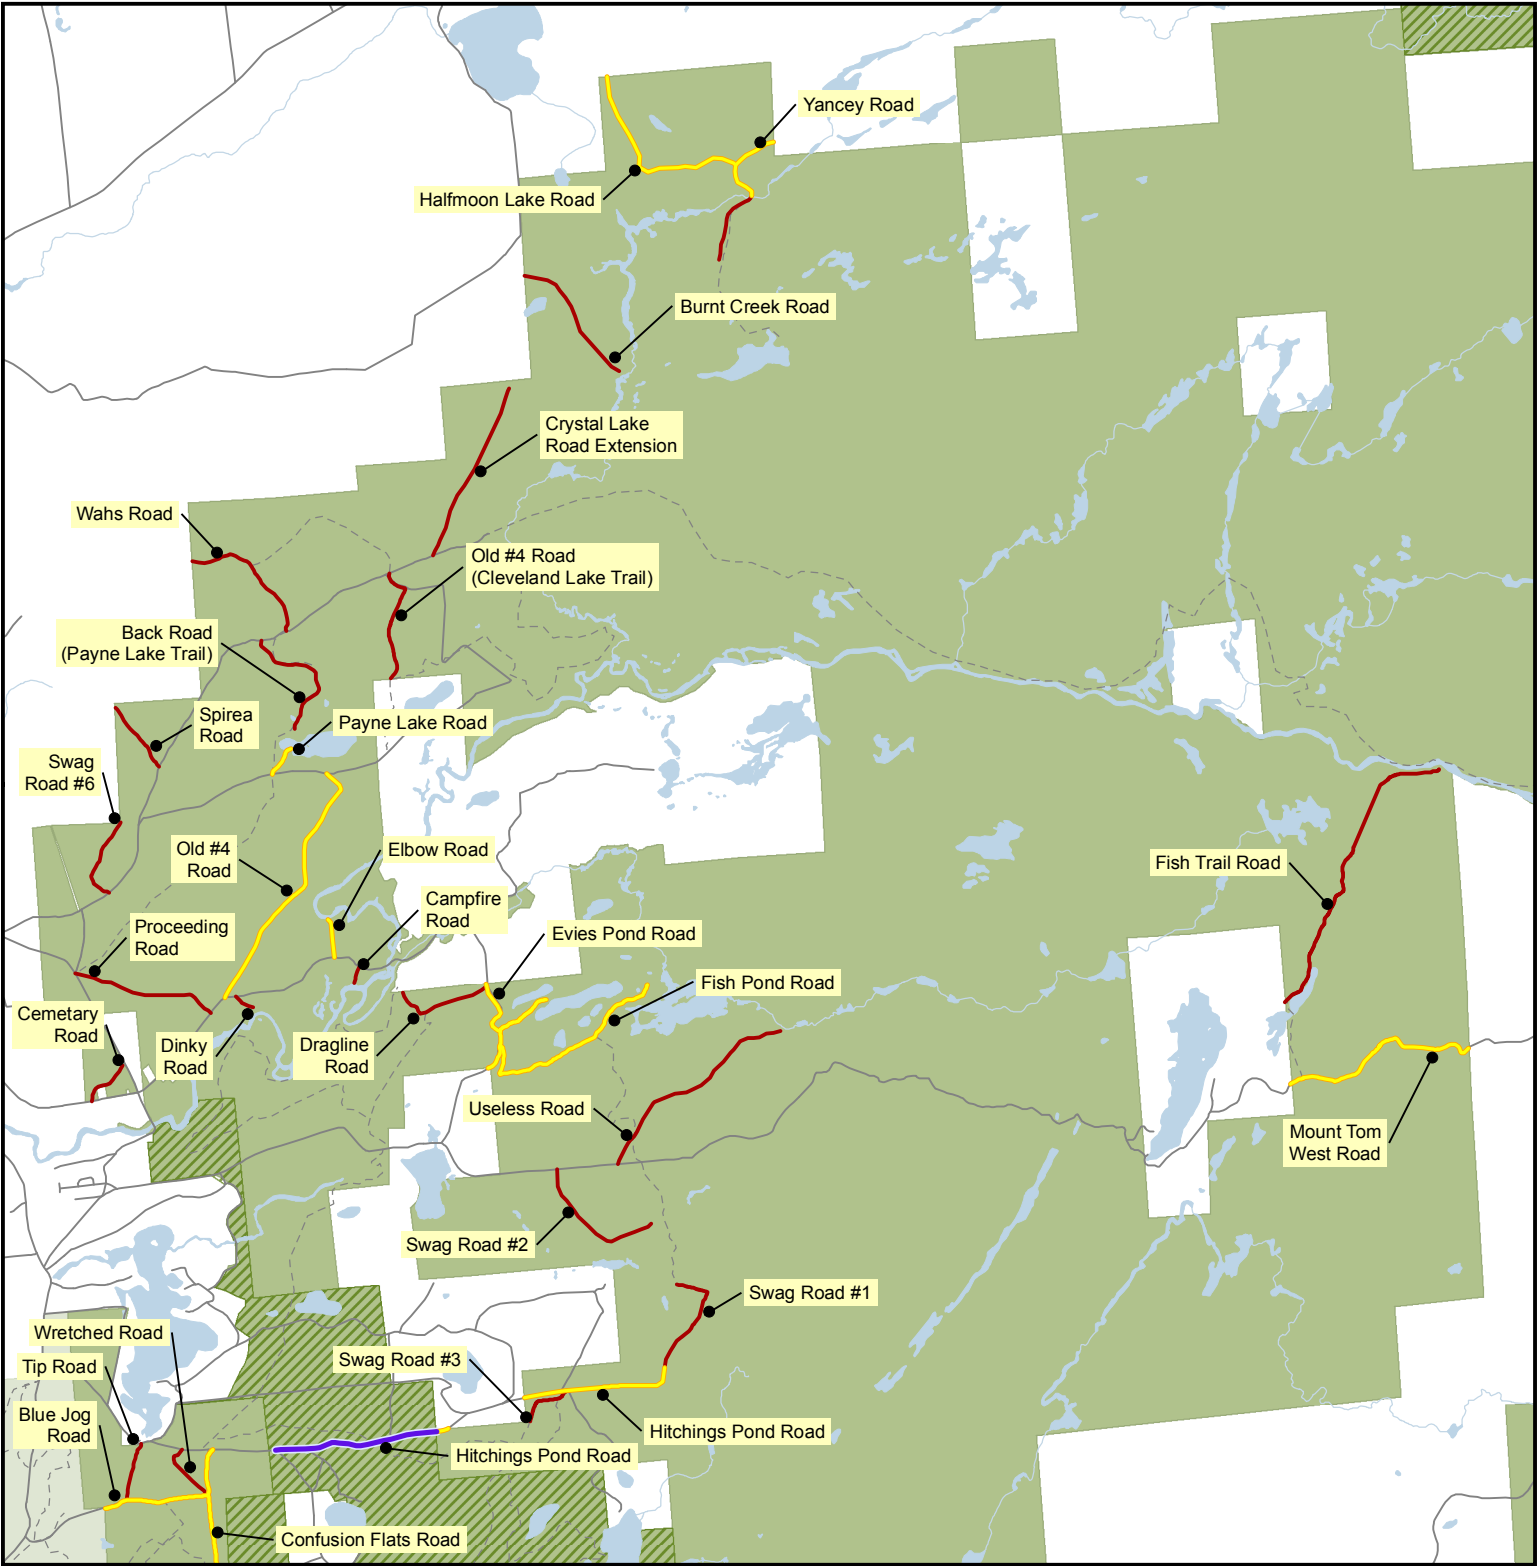 Yancey Road
Halfmoon Lake Road
Burnt Creek Road
Crystal Lake
Road Extension
Wahs Road
Old #4 Road
(Cleveland Lake Trail)
Back Road
(Payne Lake Trail)
Spirea
Road
Payne Lake Road
Swag
Road #6
Old #4
Road
Elbow Road
Fish Trail Road
Campfire
Road
Proceeding
Road
Evies Pond Road
Fish Pond Road
Cemetary
Road
Dinky
Road
Dragline
Road
Useless Road
Mount Tom
West Road
Swag Road #2
Swag Road #1
Wretched Road
Swag Road #3
Tip Road
Blue Jog
Road
Hitchings Pond Road
Hitchings Pond Road
Confusion Flats Road